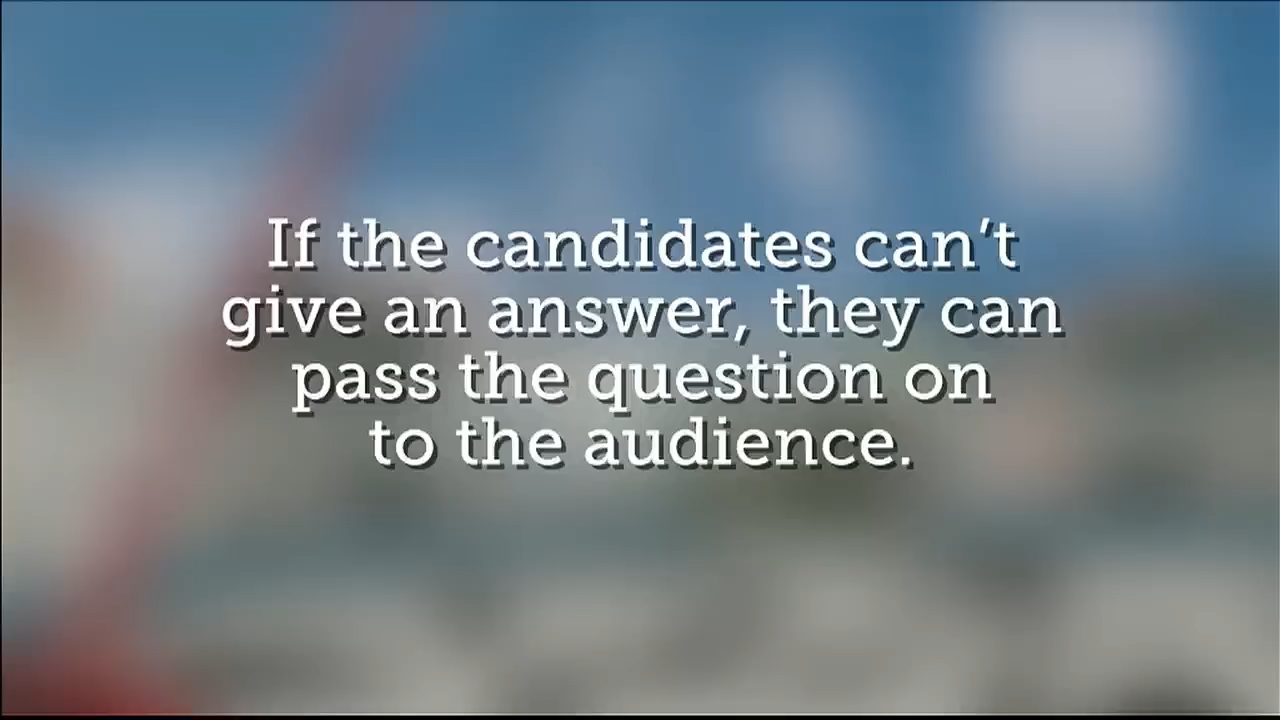 If the candidates can’t
give an answer, they can
pass the question on
to the audience.